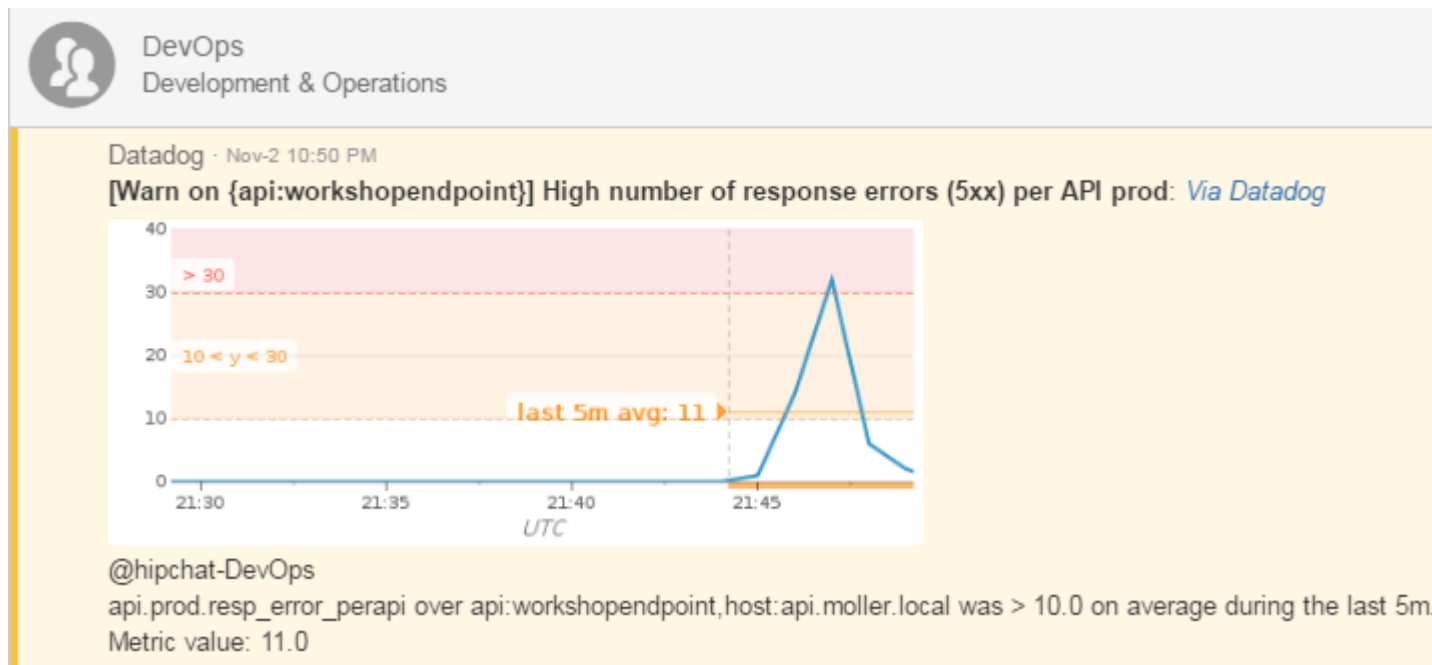 DevOps
Development & Operations
Datadog · Nov-2 10:50 PM
[Warn on {api:workshopendpoint}] High number of response errors (5xx) per API prod: Via Datadog
40
> 30
30
20
10 < y < 30
last 5m avg: 11
10
0
21:30
21:35
21:40
21:45
UTC
@hipchat-DevOps
api.prod.resp_error_perapi over api:workshopendpoint,host:api.moller.local was > 10.0 on average during the last 5m.
Metric value: 11.0